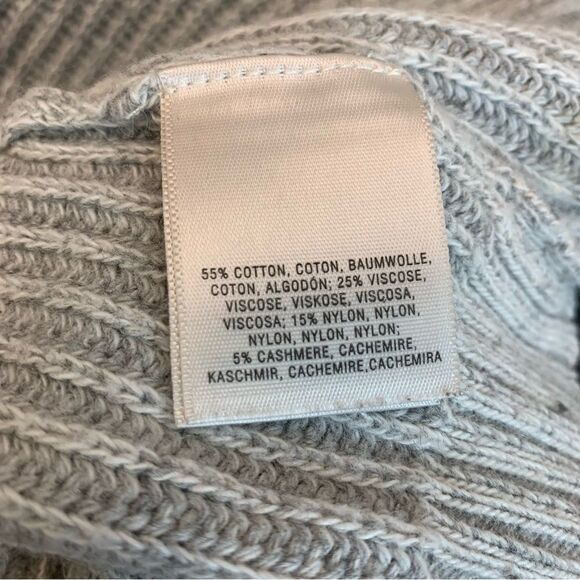 55% COTTON, COTON, BAUMWOLLE,
COTON, ALGODÓN; 25% VISCOSE,
VISCOSE, VISKOSE, VISCOSA,
VISCOSA; 15% NYLON, NYLON,
NYLON, NYLON, NYLON;
5% CASHMERE, CACHEMIRE,
KASCHMIR, CACHEMIRE,CACHEMIRA